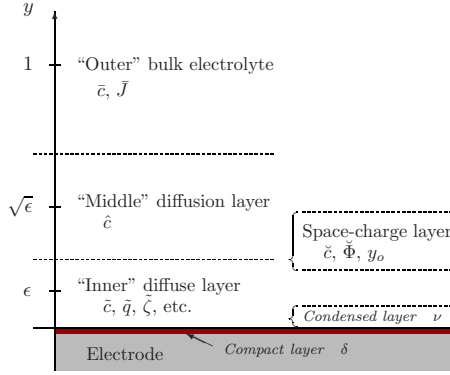 y
1
“Outer” bulk electrolyte
c̄, J̄
√ϵ
“Middle” diffusion layer
ĉ
Space-charge layer
c̆, Φ̆, yₒ
ϵ
“Inner” diffuse layer
c̃, q̃, ζ̃, etc.
Condensed layer ν
Electrode
Compact layer δ